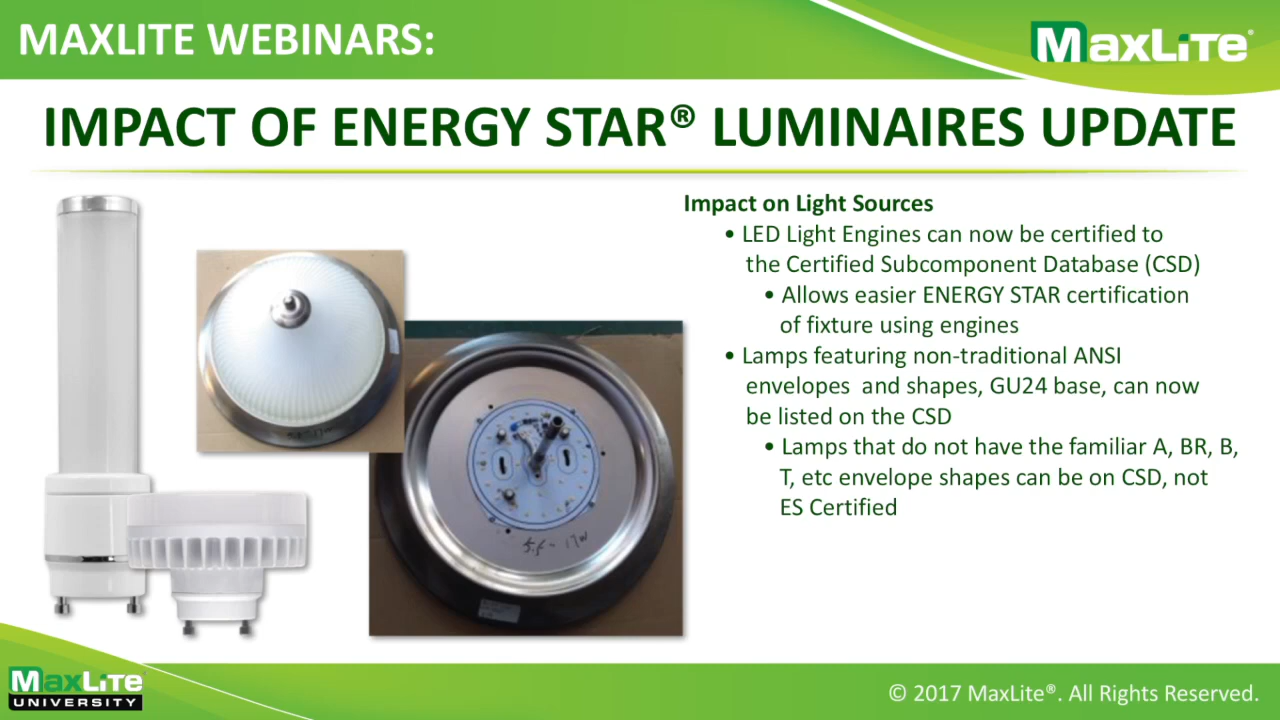 MAXLITE WEBINARS:
MAXLITE®
IMPACT OF ENERGY STAR® LUMINAIRES UPDATE
Impact on Light Sources
• LED Light Engines can now be certified to
the Certified Subcomponent Database (CSD)
• Allows easier ENERGY STAR certification
of fixture using engines
• Lamps featuring non-traditional ANSI
envelopes and shapes, GU24 base, can now
be listed on the CSD
• Lamps that do not have the familiar A, BR, B,
T, etc envelope shapes can be on CSD, not
ES Certified
MAXLITE
UNIVERSITY
© 2017 MaxLite®. All Rights Reserved.